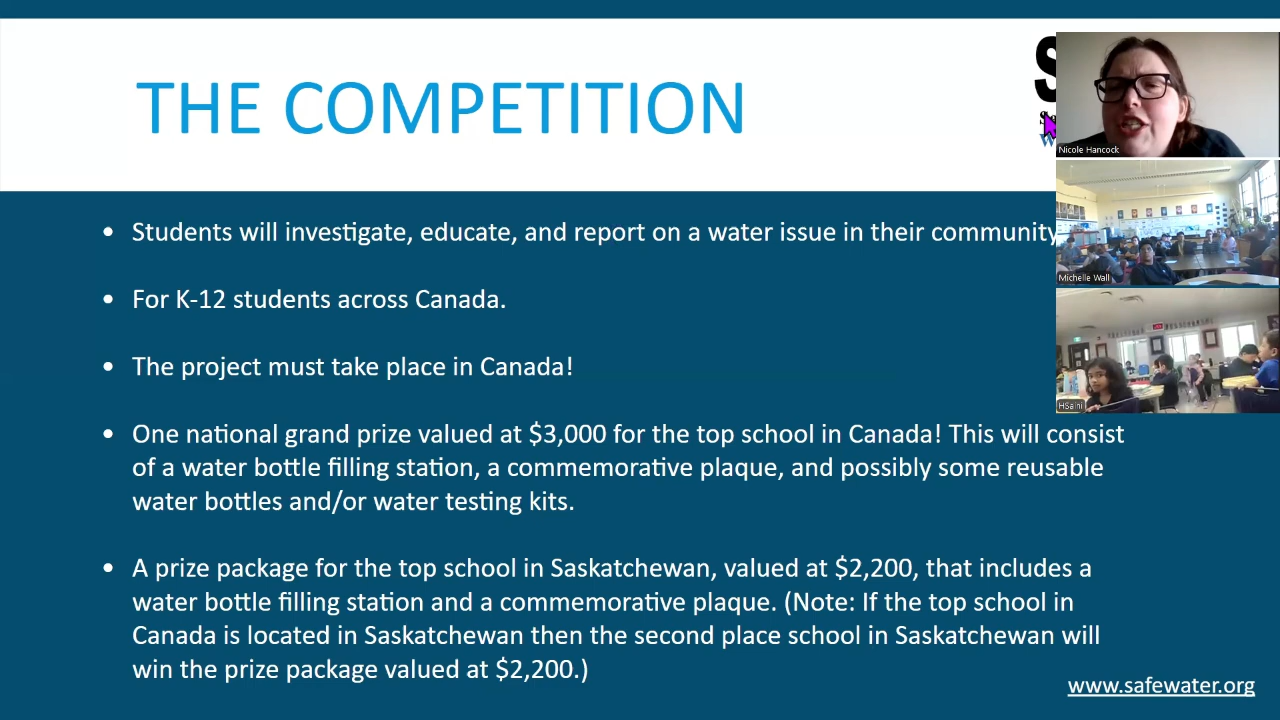 THE COMPETITION
S
Nicole Hancock
Michelle Wall
HSaini
• Students will investigate, educate, and report on a water issue in their community
• For K-12 students across Canada.
• The project must take place in Canada!
• One national grand prize valued at $3,000 for the top school in Canada! This will consist
of a water bottle filling station, a commemorative plaque, and possibly some reusable
water bottles and/or water testing kits.
• A prize package for the top school in Saskatchewan, valued at $2,200, that includes a
water bottle filling station and a commemorative plaque. (Note: If the top school in
Canada is located in Saskatchewan then the second place school in Saskatchewan will
win the prize package valued at $2,200.)
www.safewater.org